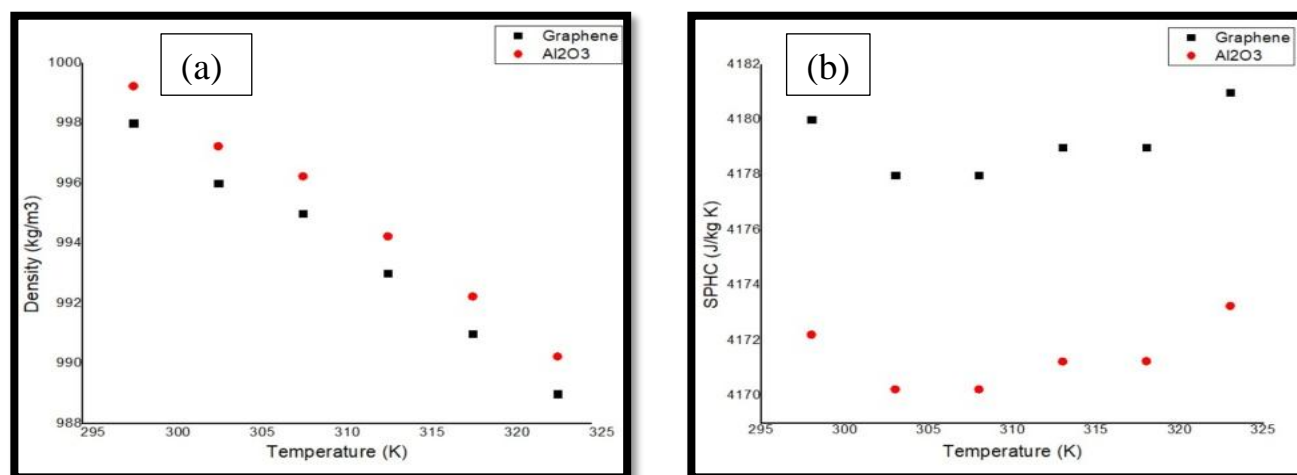 (a)
Graphene
Al2O3
1000
998
996
994
992
990
988
Density (kg/m3)
295 300 305 310 315 320 325
Temperature (K)
(b)
Graphene
Al2O3
4182
4180
4178
4176
4174
4172
4170
SPHC (J/kg K)
295 300 305 310 315 320 325
Temperature (K)